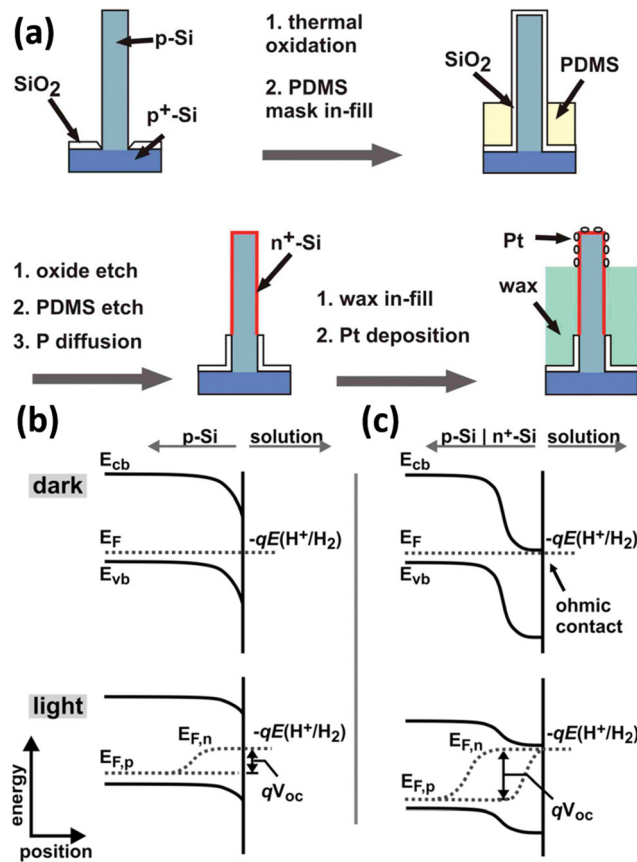 (a)
p-Si
SiO2
p+-Si
1. thermal
oxidation
2. PDMS
mask in-fill
SiO2
PDMS
1. oxide etch
2. PDMS etch
3. P diffusion
n+-Si
1. wax in-fill
2. Pt deposition
Pt
wax
(b)
p-Si
solution
dark
Ecb
EF
-qE(H+/H2)
Evb
light
EF,n
-qE(H+/H2)
EF,p
qVoc
energy
position
(c)
p-Si | n+-Si
solution
Ecb
EF
-qE(H+/H2)
Evb
ohmic
contact
EF,n
-qE(H+/H2)
EF,p
qVoc